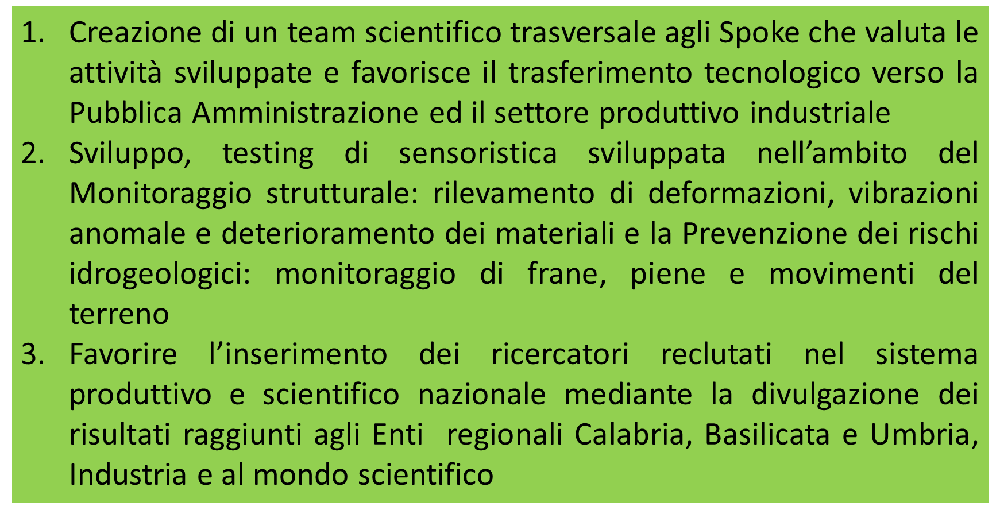 1. Creazione di un team scientifico trasversale agli Spoke che valuta le
attività sviluppate e favorisce il trasferimento tecnologico verso la
Pubblica Amministrazione ed il settore produttivo industriale
2. Sviluppo, testing di sensoristica sviluppata nell’ambito del
Monitoraggio strutturale: rilevamento di deformazioni, vibrazioni
anomale e deterioramento dei materiali e la Prevenzione dei rischi
idrogeologici: monitoraggio di frane, piene e movimenti del
terreno
3. Favorire l’inserimento dei ricercatori reclutati nel sistema
produttivo e scientifico nazionale mediante la divulgazione dei
risultati raggiunti agli Enti regionali Calabria, Basilicata e Umbria,
Industria e al mondo scientifico